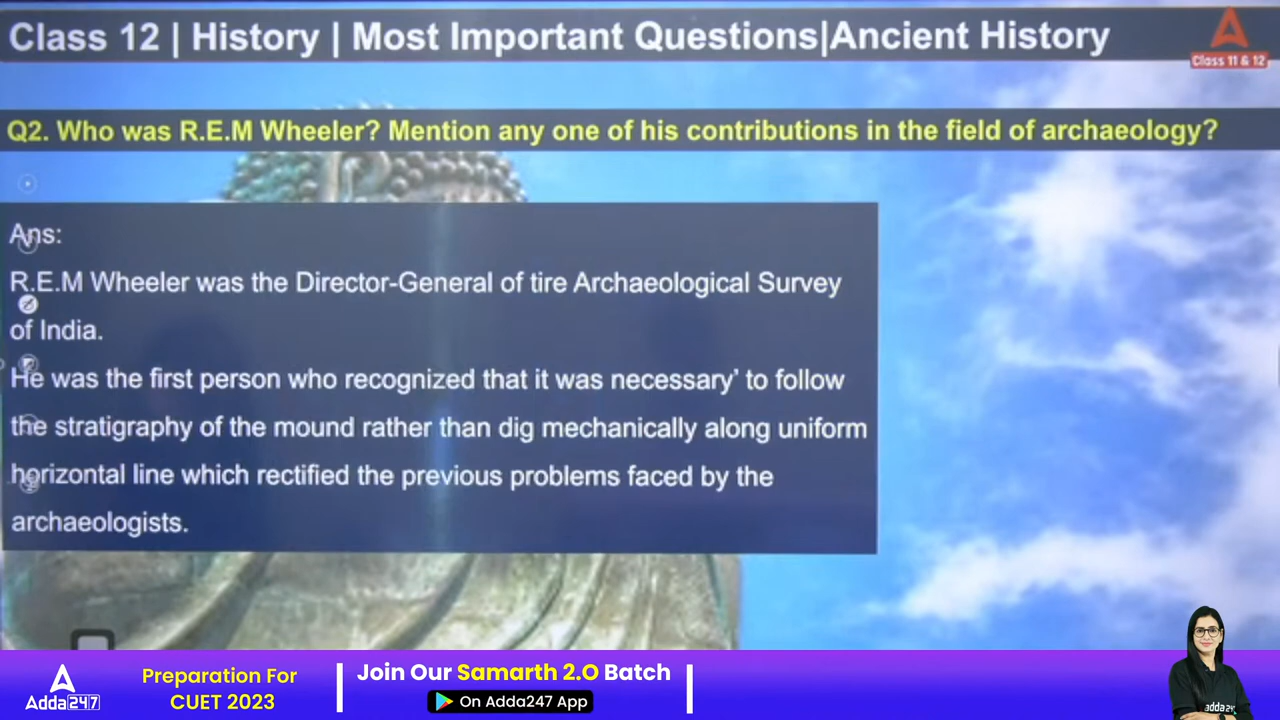 Class 12 | History | Most Important Questions|Ancient History
Class 11 & 12
Q2. Who was R.E.M Wheeler? Mention any one of his contributions in the field of archaeology?
Ans:
R.E.M Wheeler was the Director-General of tire Archaeological Survey
of India.
He was the first person who recognized that it was necessary’ to follow
the stratigraphy of the mound rather than dig mechanically along uniform
horizontal line which rectified the previous problems faced by the
archaeologists.
Adda247
Preparation For
CUET 2023
Join Our Samarth 2.O Batch
On Adda247 App
adda 24